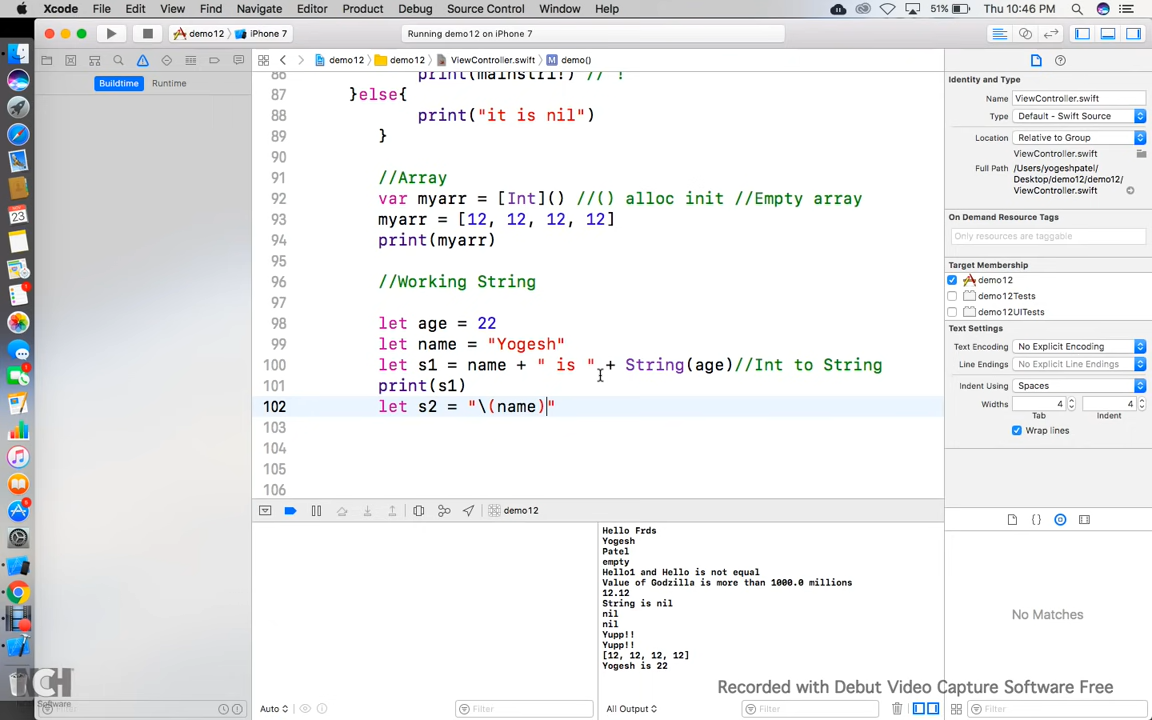 Xcode File Edit View Find Navigate Editor Product Debug Source Control Window Help 51% Thu 10:46 PM
demo12 iPhone 7 Running demo12 on iPhone 7
demo12 demo12 ViewController.swift M demo()
Buildtime Runtime
86 print(mainstr1!) // !
87 }else{
88 print("it is nil")
89 }
90
91 //Array
92 var myarr = [Int]() //() alloc init //Empty array
93 myarr = [12, 12, 12, 12]
94 print(myarr)
95
96 //Working String
97
98 let age = 22
99 let name = "Yogesh"
100 let s1 = name + " is " + String(age)//Int to String
101 print(s1)
102 let s2 = "\(name)"
103
104
105
106
Identity and Type
Name ViewController.swift
Type Default - Swift Source
Location Relative to Group
ViewController.swift
Full Path /Users/yogeshpatel/
Desktop/demo12/demo12/
ViewController.swift
On Demand Resource Tags
Only resources are taggable
Target Membership
demo12
demo12Tests
demo12UITests
Text Settings
Text Encoding No Explicit Encoding
Line Endings No Explicit Line Endings
Indent Using Spaces
Widths 4 4
Tab Indent
Wrap lines
No Matches
demo12
Hello Frds
Yogesh
Patel
empty
Hello1 and Hello is not equal
Value of Godzilla is more than 1000.0 millions
12.12
String is nil
nil
nil
Yupp!!
Yupp!!
[12, 12, 12, 12]
Yogesh is 22
Auto Filter All Output Filter Filter
Recorded with Debut Video Capture Software Free
NCH Software